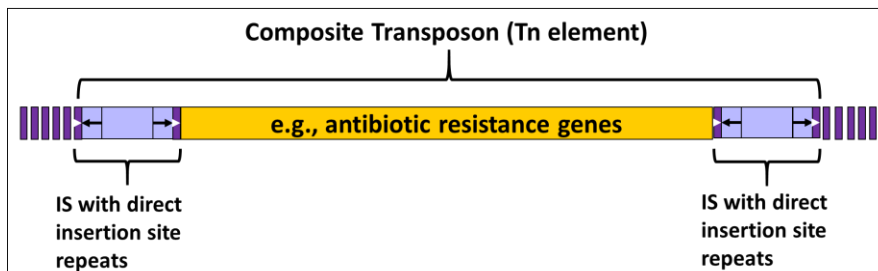 Composite Transposon (Tn element)
e.g., antibiotic resistance genes
IS with direct
insertion site
repeats
IS with direct
insertion site
repeats